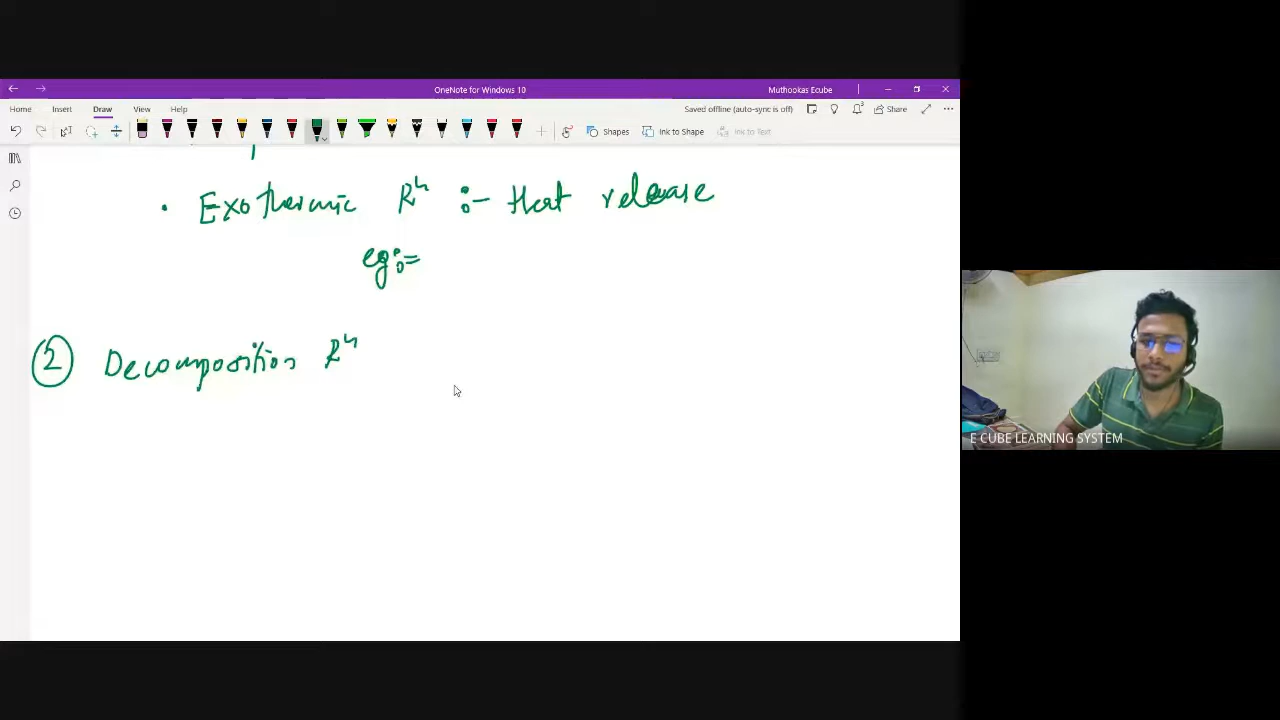 OneNote for Windows 10
Muthookas Ecube
Home Insert Draw View Help
Saved offline (auto-sync is off)
Share
Shapes
Ink to Shape
Ink to Text
• Exothermic Rⁿ :- Heat release
eg:=
② Decomposition Rⁿ
E CUBE LEARNING SYSTEM